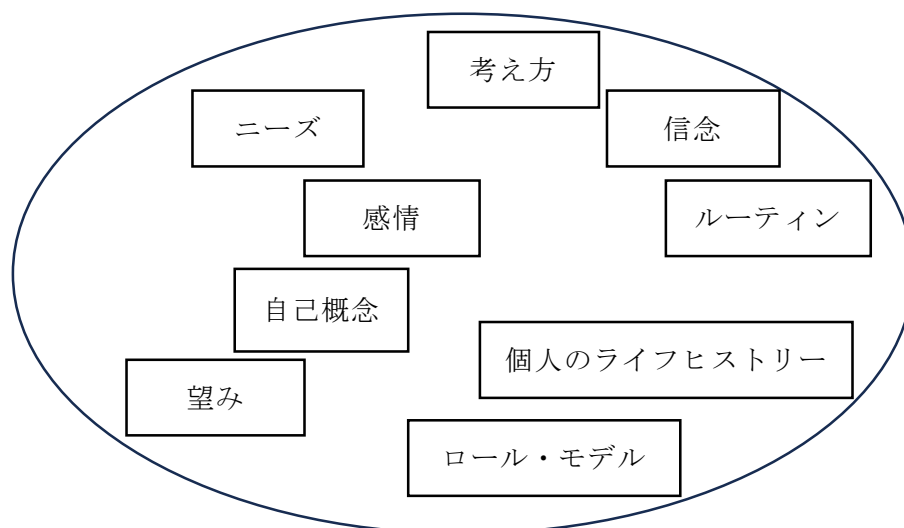 考え方
ニーズ
信念
感情
ルーティン
自己概念
個人のライフヒストリー
望み
ロール・モデル